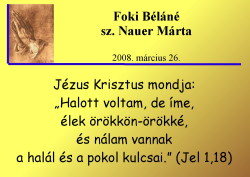 Foki Béláné
sz. Nauer Márta
2008. március 26.
Jézus Krisztus mondja:
„Halott voltam, de íme,
élek örökkön-örökké,
és nálam vannak
a halál és a pokol kulcsai.” (Jel 1,18)